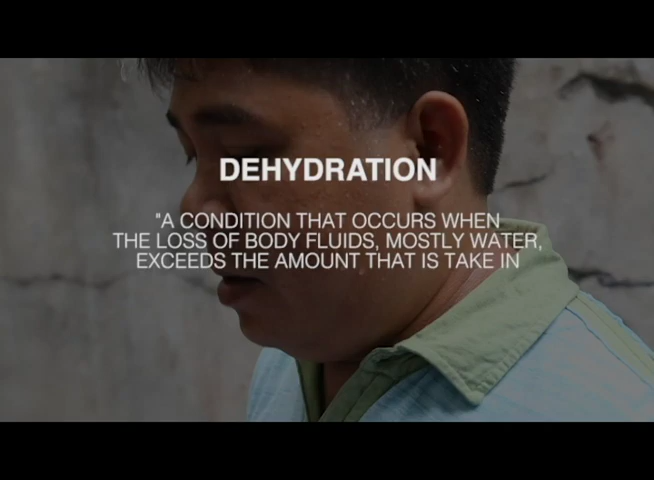 DEHYDRATION
"A CONDITION THAT OCCURS WHEN
THE LOSS OF BODY FLUIDS, MOSTLY WATER,
EXCEEDS THE AMOUNT THAT IS TAKE IN